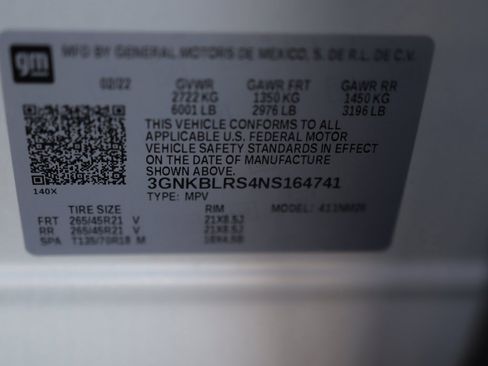 gm
MFD BY GENERAL MOTORS DE MEXICO, S. DE R.L. DE C.V.
02/22 GVWR GAWR FRT GAWR RR
2722 KG 1350 KG 1450 KG
6001 LB 2976 LB 3196 LB
THIS VEHICLE CONFORMS TO ALL
APPLICABLE U.S. FEDERAL MOTOR
VEHICLE SAFETY STANDARDS IN EFFECT
ON THE DATE OF MANUFACTURE
SHOWN ABOVE.
3GNKBLRS4NS164741
140X TYPE: MPV
TIRE SIZE RIM MODEL:
FRT 265/45R21 V 21X8.5J
RR 265/45R21 V 21X8.5J
SPA T135/70R18 M 18X4.5B